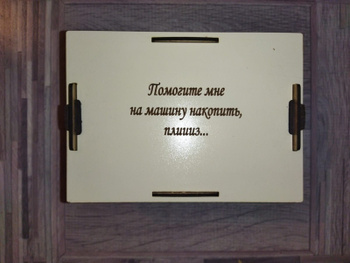 Помогите мне
на машину накопить,
плиииз...